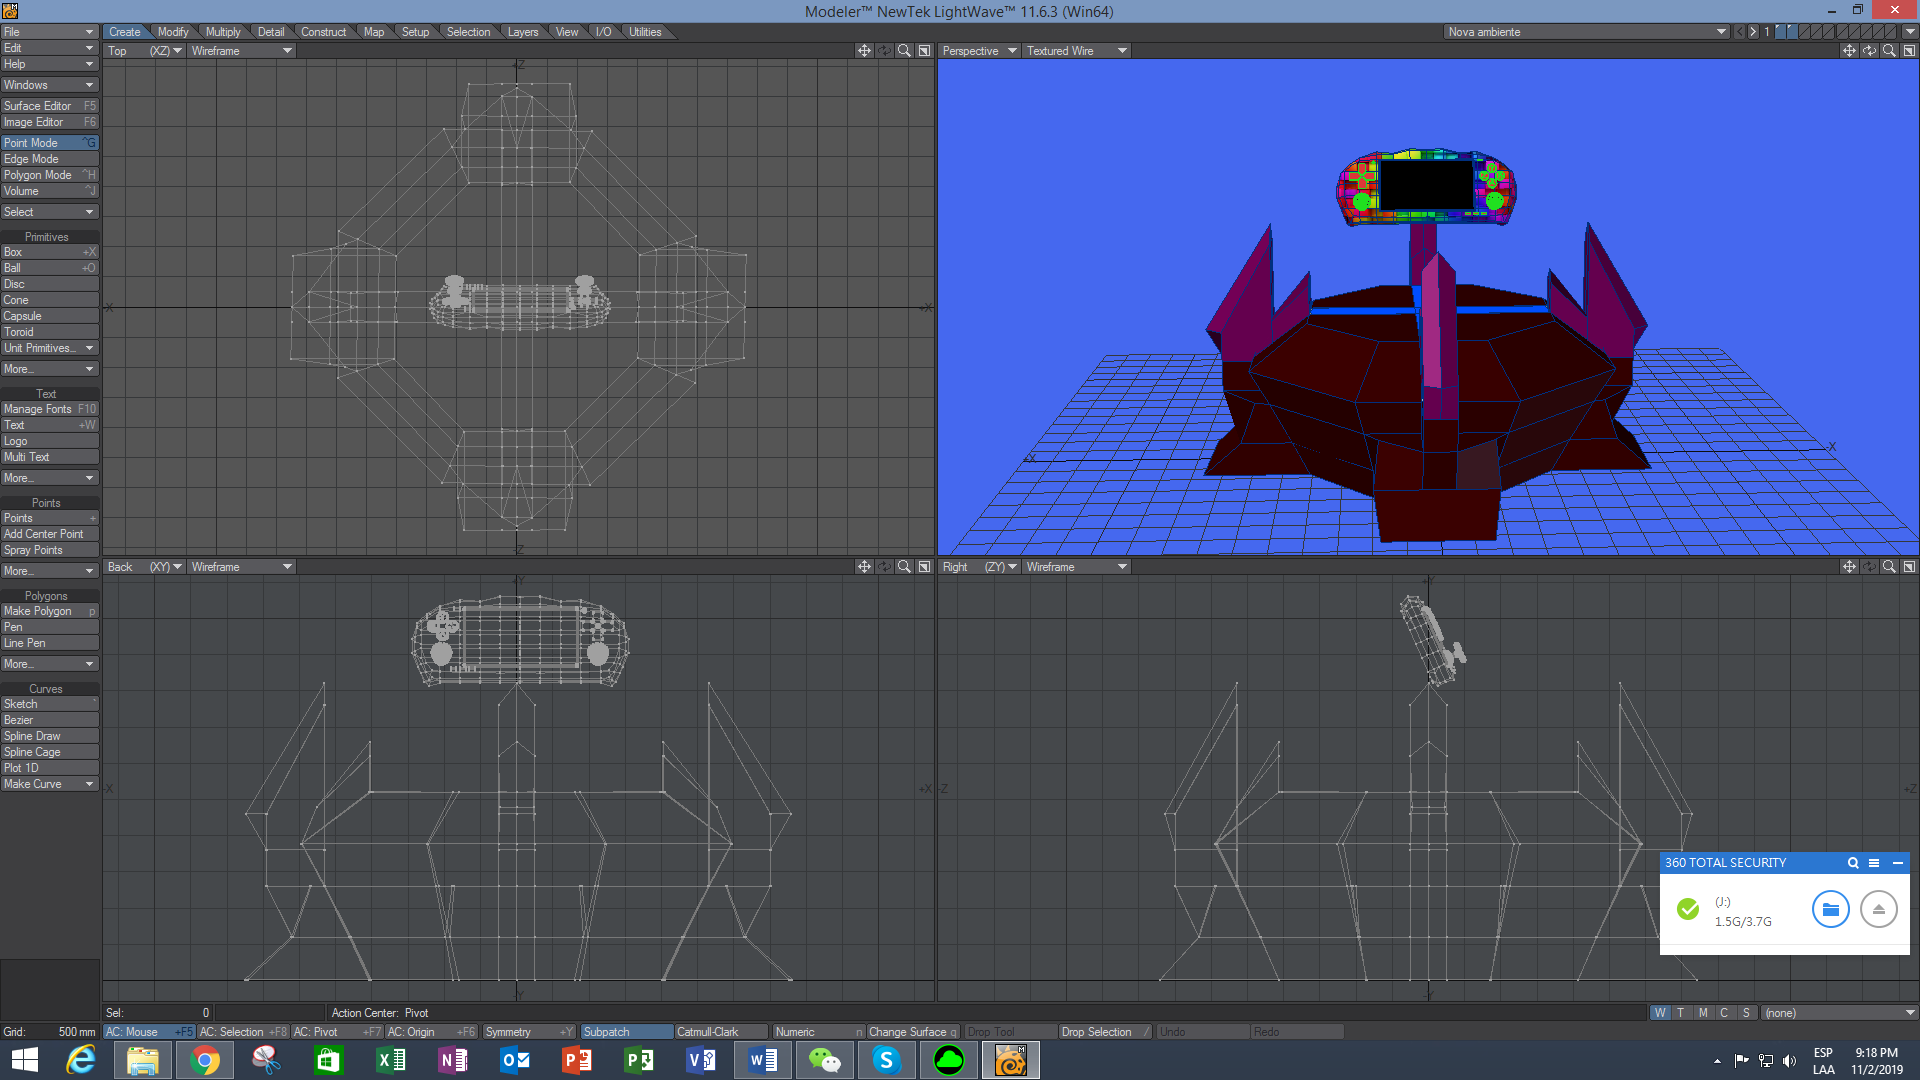 Modeler™ NewTek LightWave™ 11.6.3 (Win64)
File
Edit
Help
Windows
Surface Editor F5
Image Editor F6
Point Mode ^G
Edge Mode
Polygon Mode ^H
Volume ^J
Select
Primitives
Box +X
Ball +O
Disc
Cone
Capsule
Toroid
Unit Primitives...
More...
Text
Manage Fonts F10
Text +W
Logo
Multi Text
More...
Points
Points +
Add Center Point
Spray Points
More...
Polygons
Make Polygon p
Pen
Line Pen
More...
Curves
Sketch `
Bezier
Spline Draw
Spline Cage
Plot 1D
Make Curve
Create Modify Multiply Detail Construct Map Setup Selection Layers View I/O Utilities
Nova ambiente 1
Top (XZ) Wireframe
+Z
-X
+X
-Z
Perspective Textured Wire
+X
-X
Back (XY) Wireframe
+Y
-X
+X
-Y
Right (ZY) Wireframe
+Y
-Z
+Z
-Y
360 TOTAL SECURITY
(J:)
1.5G/3.7G
Sel: 0
Action Center: Pivot
W T M C S (none)
Grid: 500 mm
AC: Mouse +F5 AC: Selection +F8 AC: Pivot +F7 AC: Origin +F6 Symmetry +Y Subpatch Catmull-Clark Numeric n Change Surface q Drop Tool Drop Selection / Undo Redo
ESP
LAA
9:18 PM
11/2/2019